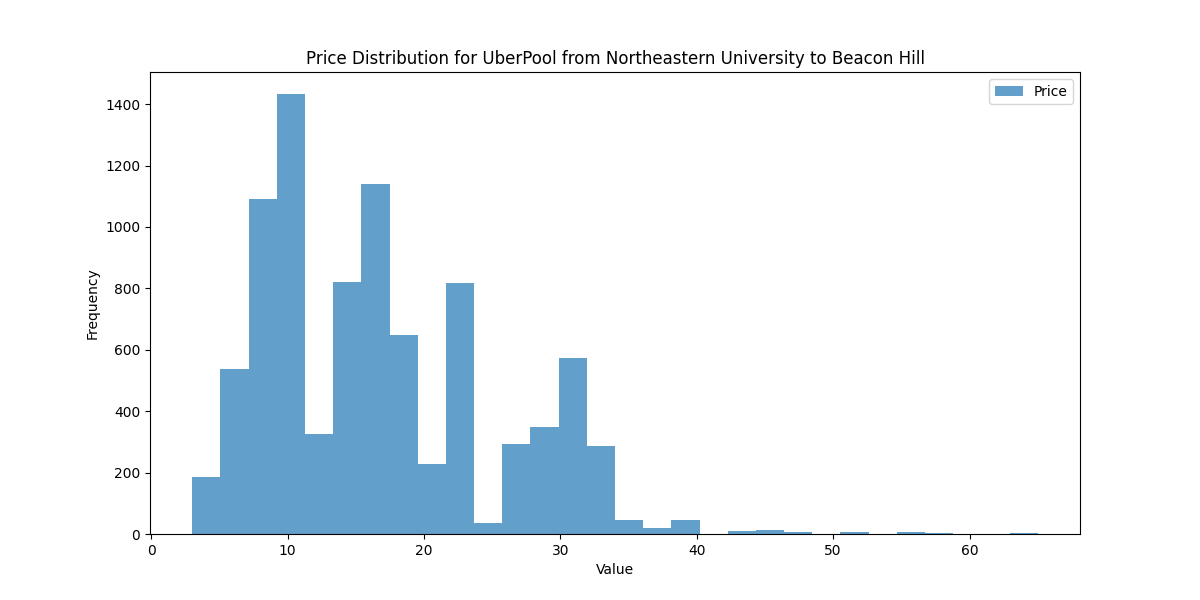 Price Distribution for UberPool from Northeastern University to Beacon Hill
Price
1400
1200
1000
800
600
400
200
0
Frequency
0 10 20 30 40 50 60
Value